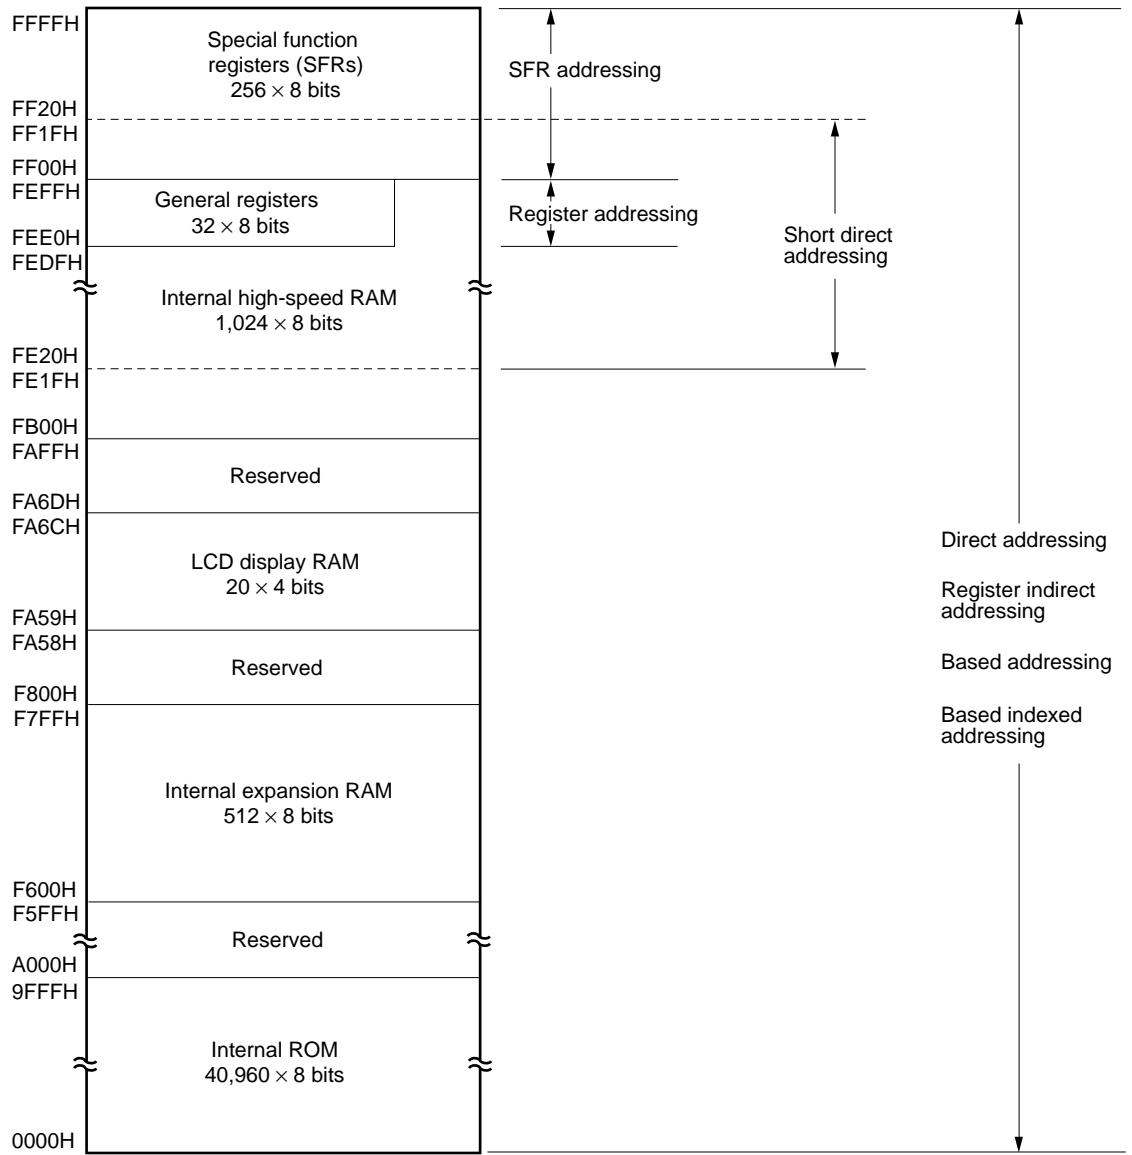 FFFFH
Special function
registers (SFRs)
256 × 8 bits
SFR addressing
FF20H
FF1FH
FF00H
FEFFH
General registers
32 × 8 bits
Register addressing
Short direct
addressing
FEE0H
FEDFH
Internal high-speed RAM
1,024 × 8 bits
FE20H
FE1FH
FB00H
FAFFH
Reserved
FA6DH
FA6CH
LCD display RAM
20 × 4 bits
Direct addressing
Register indirect
addressing
Based addressing
Based indexed
addressing
FA59H
FA58H
Reserved
F800H
F7FFH
Internal expansion RAM
512 × 8 bits
F600H
F5FFH
Reserved
A000H
9FFFH
Internal ROM
40,960 × 8 bits
0000H